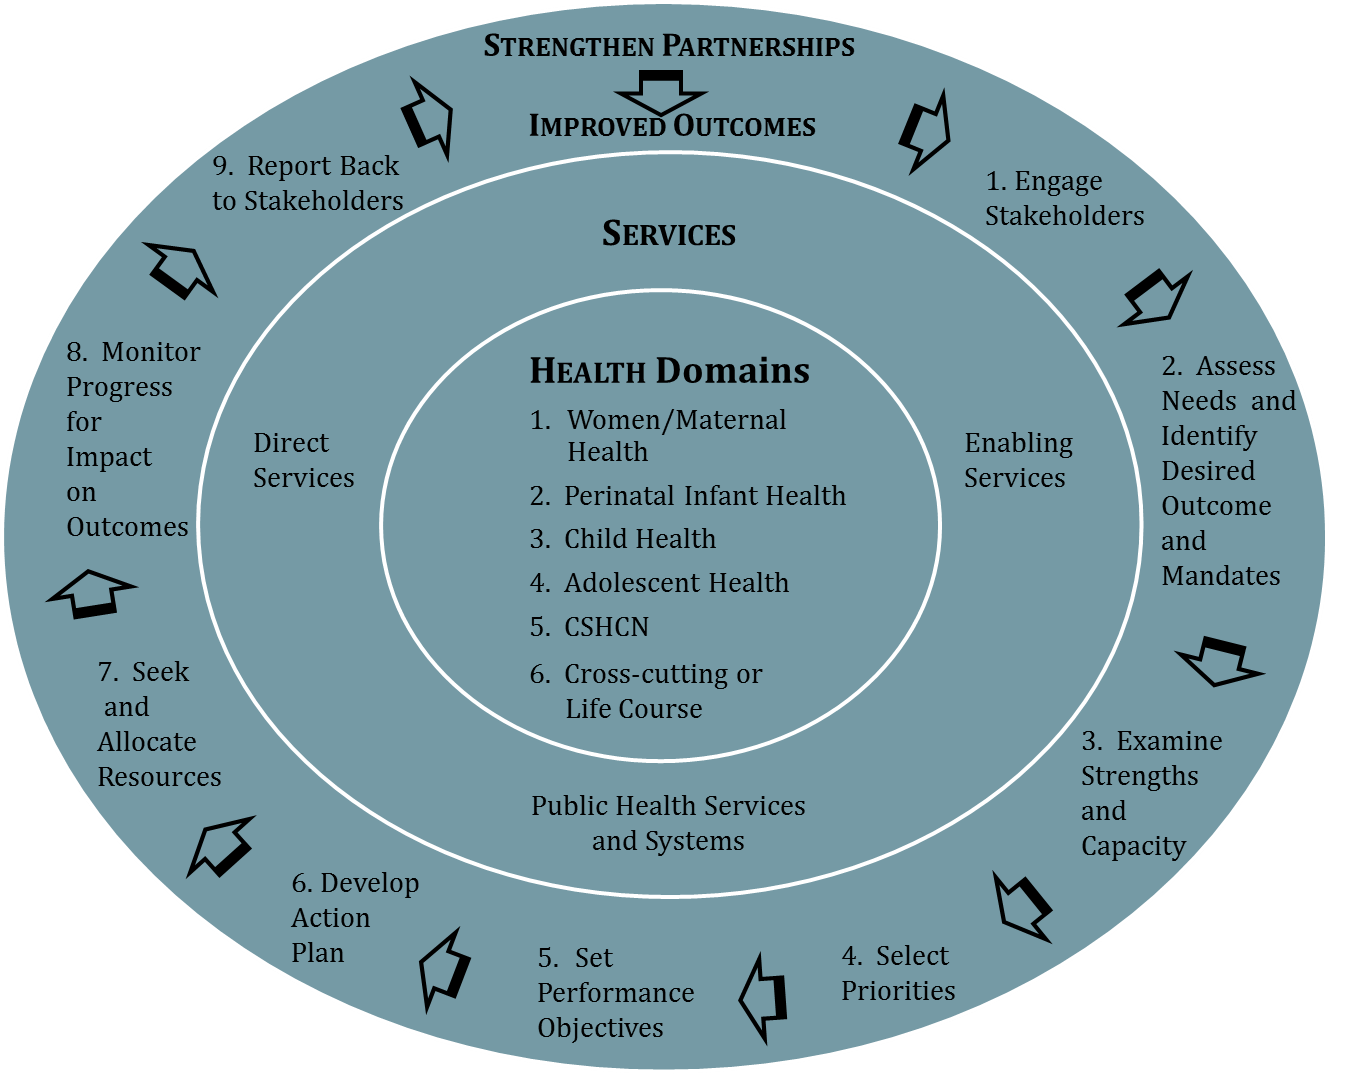 STRENGTHEN PARTNERSHIPS
IMPROVED OUTCOMES
1. Engage
Stakeholders
2. Assess
Needs and
Identify
Desired
Outcome
and
Mandates
3. Examine
Strengths
and
Capacity
4. Select
Priorities
5. Set
Performance
Objectives
6. Develop
Action
Plan
7. Seek
and
Allocate
Resources
8. Monitor
Progress
for
Impact
on
Outcomes
9. Report Back
to Stakeholders
SERVICES
Direct
Services
Enabling
Services
Public Health Services
and Systems
HEALTH Domains
1. Women/Maternal
Health
2. Perinatal Infant Health
3. Child Health
4. Adolescent Health
5. CSHCN
6. Cross-cutting or
Life Course